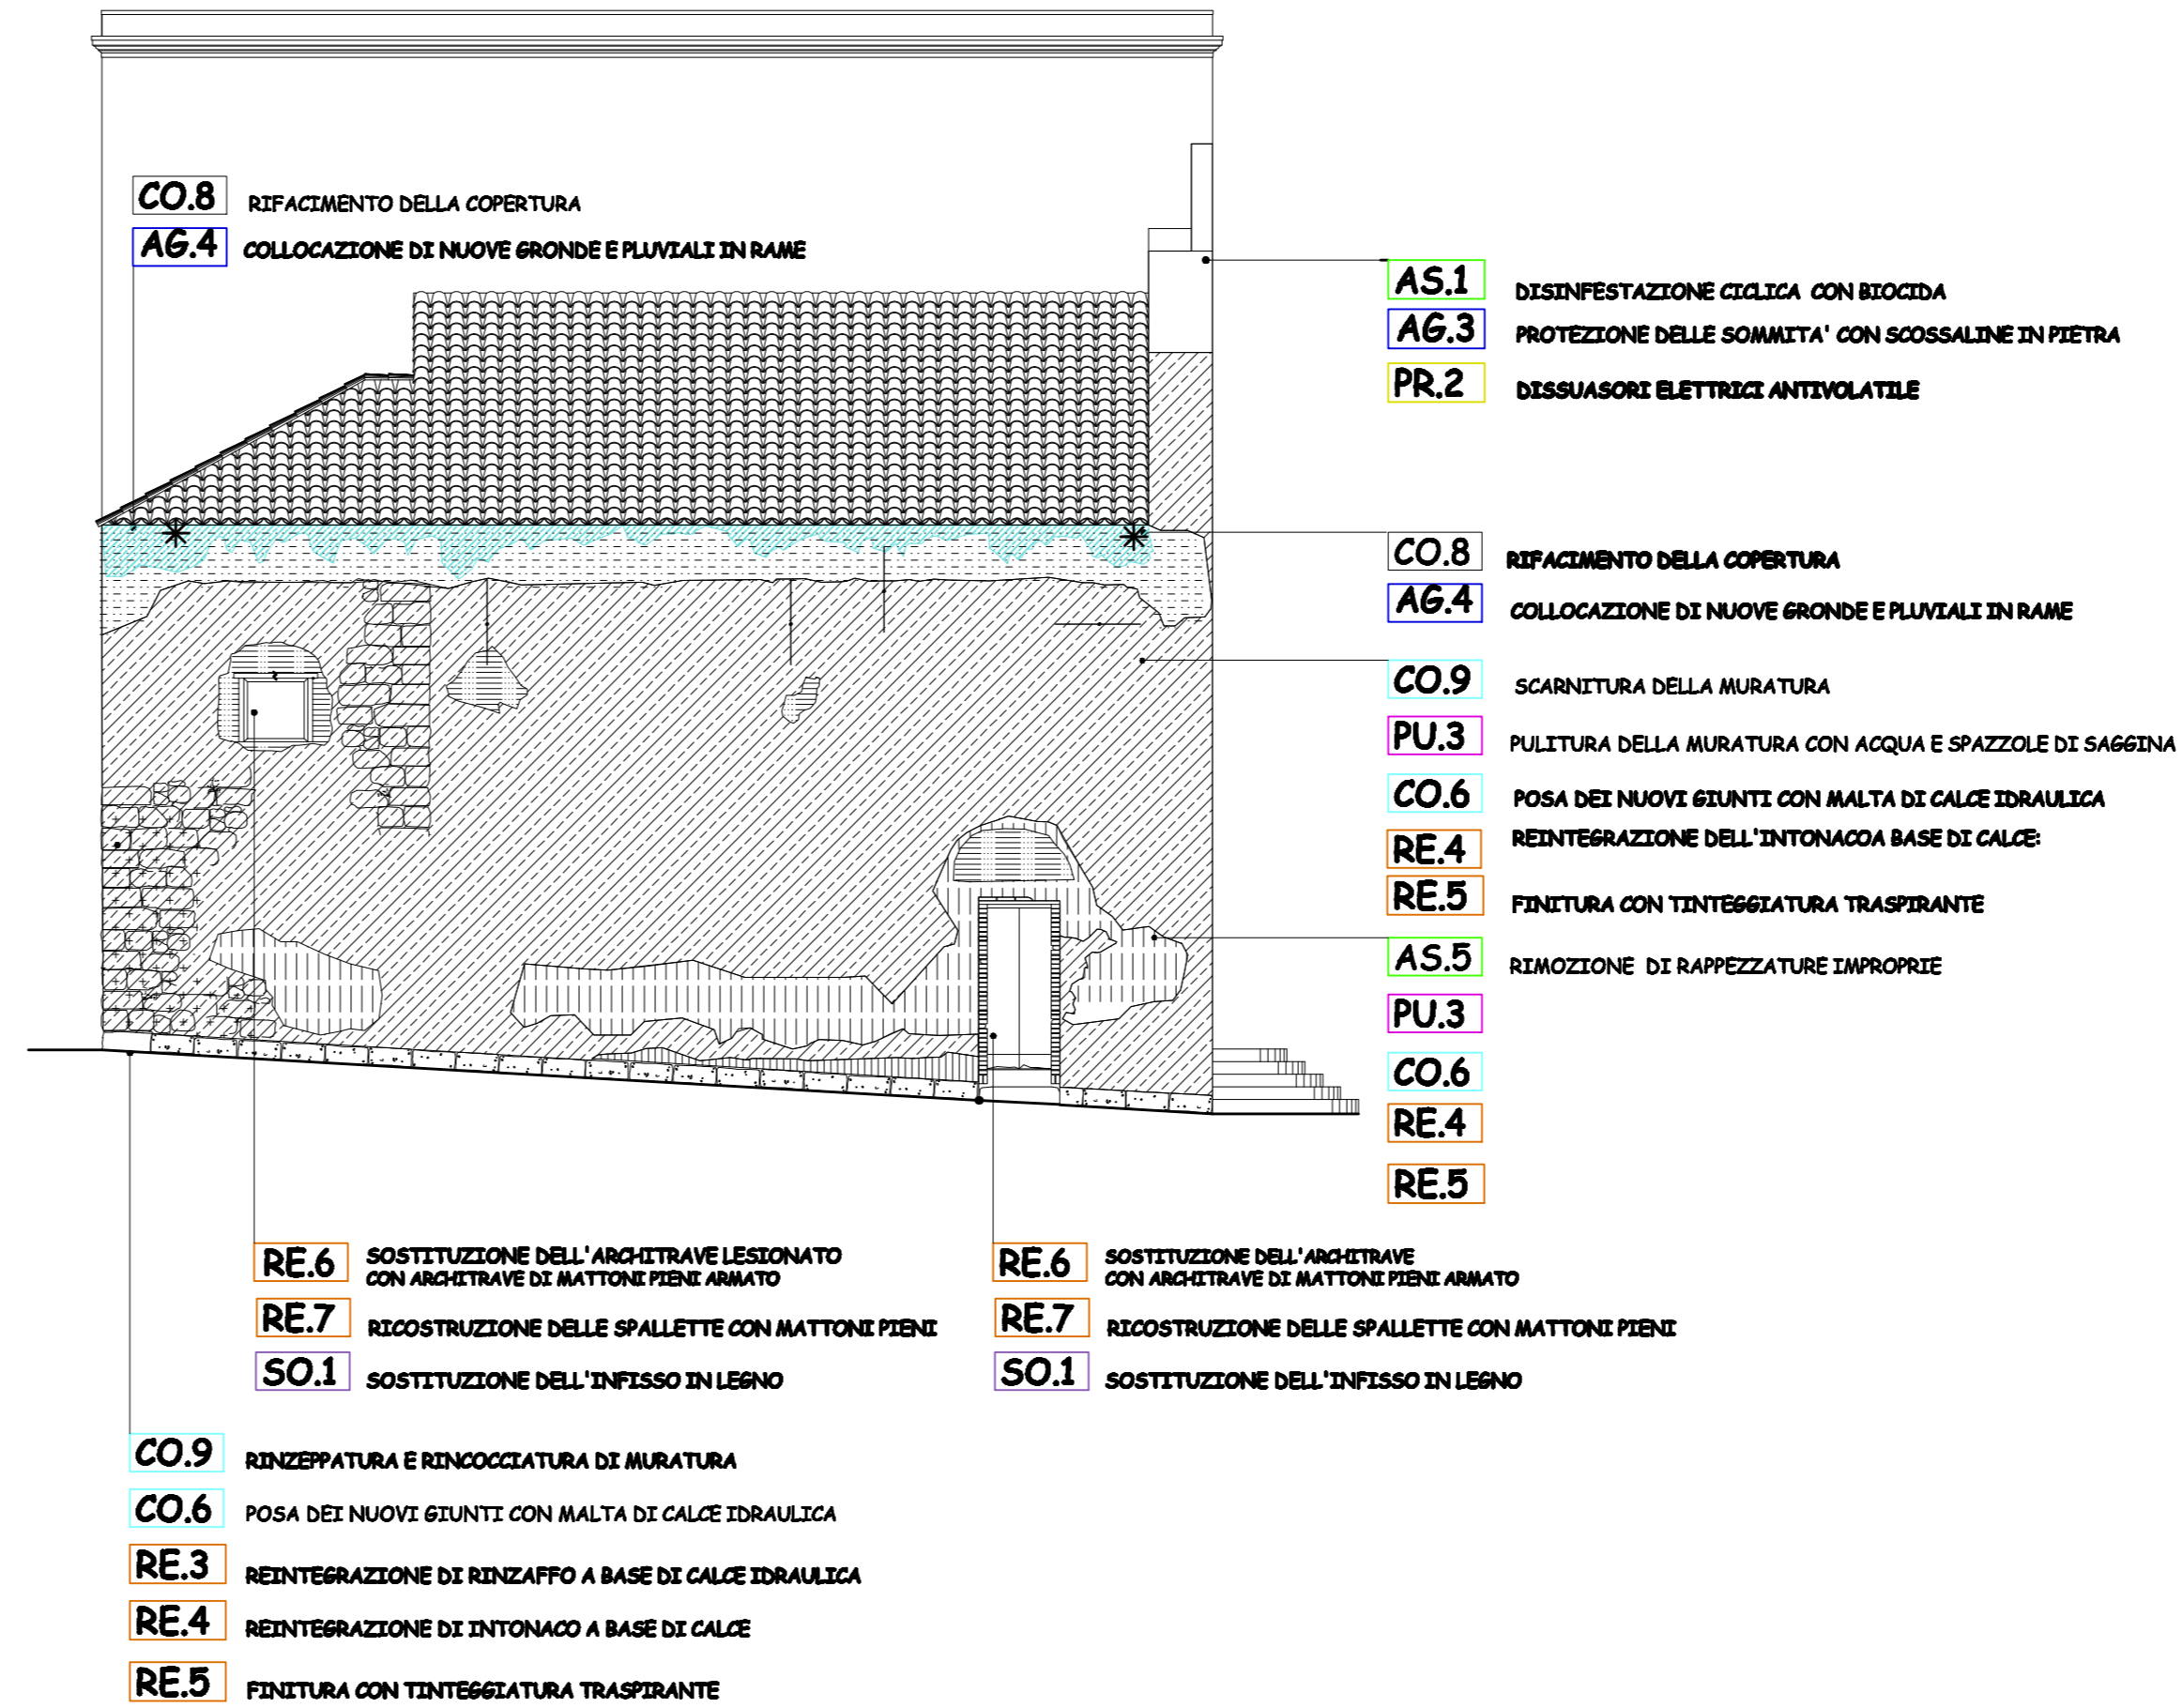 CO.8 RIFACIMENTO DELLA COPERTURA
AG.4 COLLOCAZIONE DI NUOVE GRONDE E PLUVIALI IN RAME
AS.1 DISINFESTAZIONE CICLICA CON BIOCIDA
AG.3 PROTEZIONE DELLE SOMMITA' CON SCOSSALINE IN PIETRA
PR.2 DISSUASORI ELETTRICI ANTIVOLATILE
CO.8 RIFACIMENTO DELLA COPERTURA
AG.4 COLLOCAZIONE DI NUOVE GRONDE E PLUVIALI IN RAME
CO.9 SCARNITURA DELLA MURATURA
PU.3 PULITURA DELLA MURATURA CON ACQUA E SPAZZOLE DI SAGGINA
CO.6 POSA DEI NUOVI GIUNTI CON MALTA DI CALCE IDRAULICA
RE.4 REINTEGRAZIONE DELL'INTONACOA BASE DI CALCE:
RE.5 FINITURA CON TINTEGGIATURA TRASPIRANTE
AS.5 RIMOZIONE DI RAPPEZZATURE IMPROPRIE
PU.3
CO.6
RE.4
RE.5
RE.6 SOSTITUZIONE DELL'ARCHITRAVE LESIONATO
CON ARCHITRAVE DI MATTONI PIENI ARMATO
RE.7 RICOSTRUZIONE DELLE SPALLETTE CON MATTONI PIENI
SO.1 SOSTITUZIONE DELL'INFISSO IN LEGNO
RE.6 SOSTITUZIONE DELL'ARCHITRAVE
CON ARCHITRAVE DI MATTONI PIENI ARMATO
RE.7 RICOSTRUZIONE DELLE SPALLETTE CON MATTONI PIENI
SO.1 SOSTITUZIONE DELL'INFISSO IN LEGNO
CO.9 RINZEPPATURA E RINCOCCIATURA DI MURATURA
CO.6 POSA DEI NUOVI GIUNTI CON MALTA DI CALCE IDRAULICA
RE.3 REINTEGRAZIONE DI RINZAFFO A BASE DI CALCE IDRAULICA
RE.4 REINTEGRAZIONE DI INTONACO A BASE DI CALCE
RE.5 FINITURA CON TINTEGGIATURA TRASPIRANTE